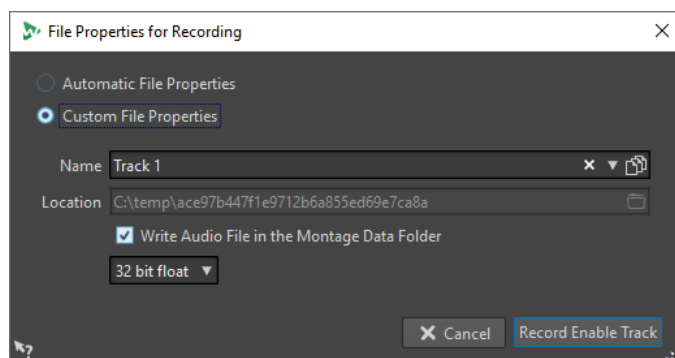 File Properties for Recording
Automatic File Properties
Custom File Properties
Name Track 1
Location C:\temp\ace97b447f1e9712b6a855ed69e7ca8a
Write Audio File in the Montage Data Folder
32 bit float
Cancel Record Enable Track
?